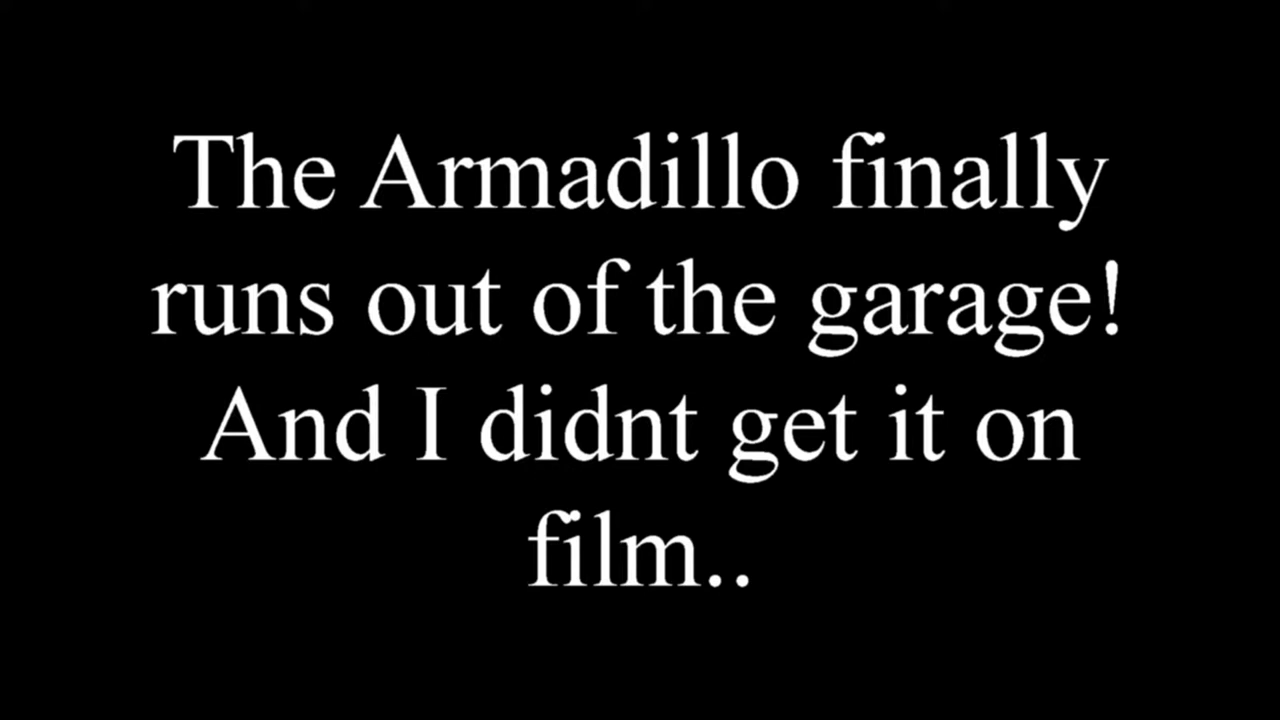 The Armadillo finally
runs out of the garage!
And I didnt get it on
film..